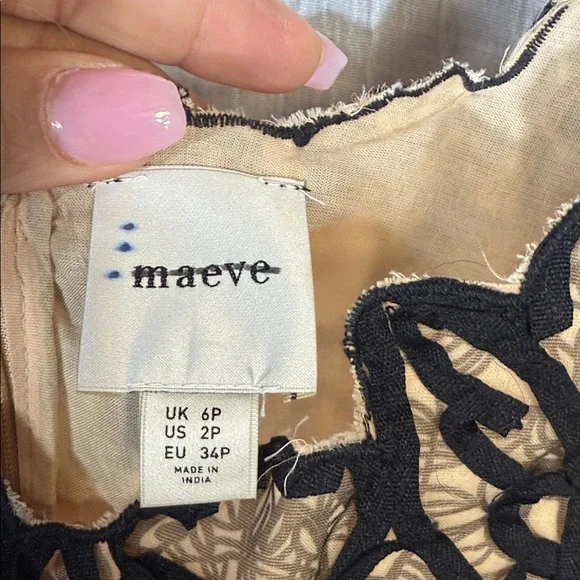 maeve
UK 6P
US 2P
EU 34P
MADE IN
INDIA